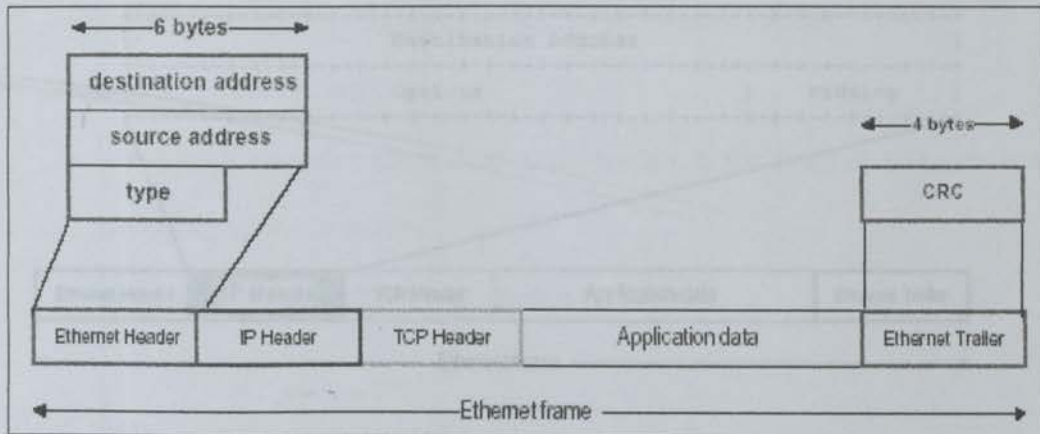 6 bytes
destination address
source address
4 bytes
type
CRC
Ethernet Header IP Header TCP Header Application data Ethernet Trailer
Ethernet frame